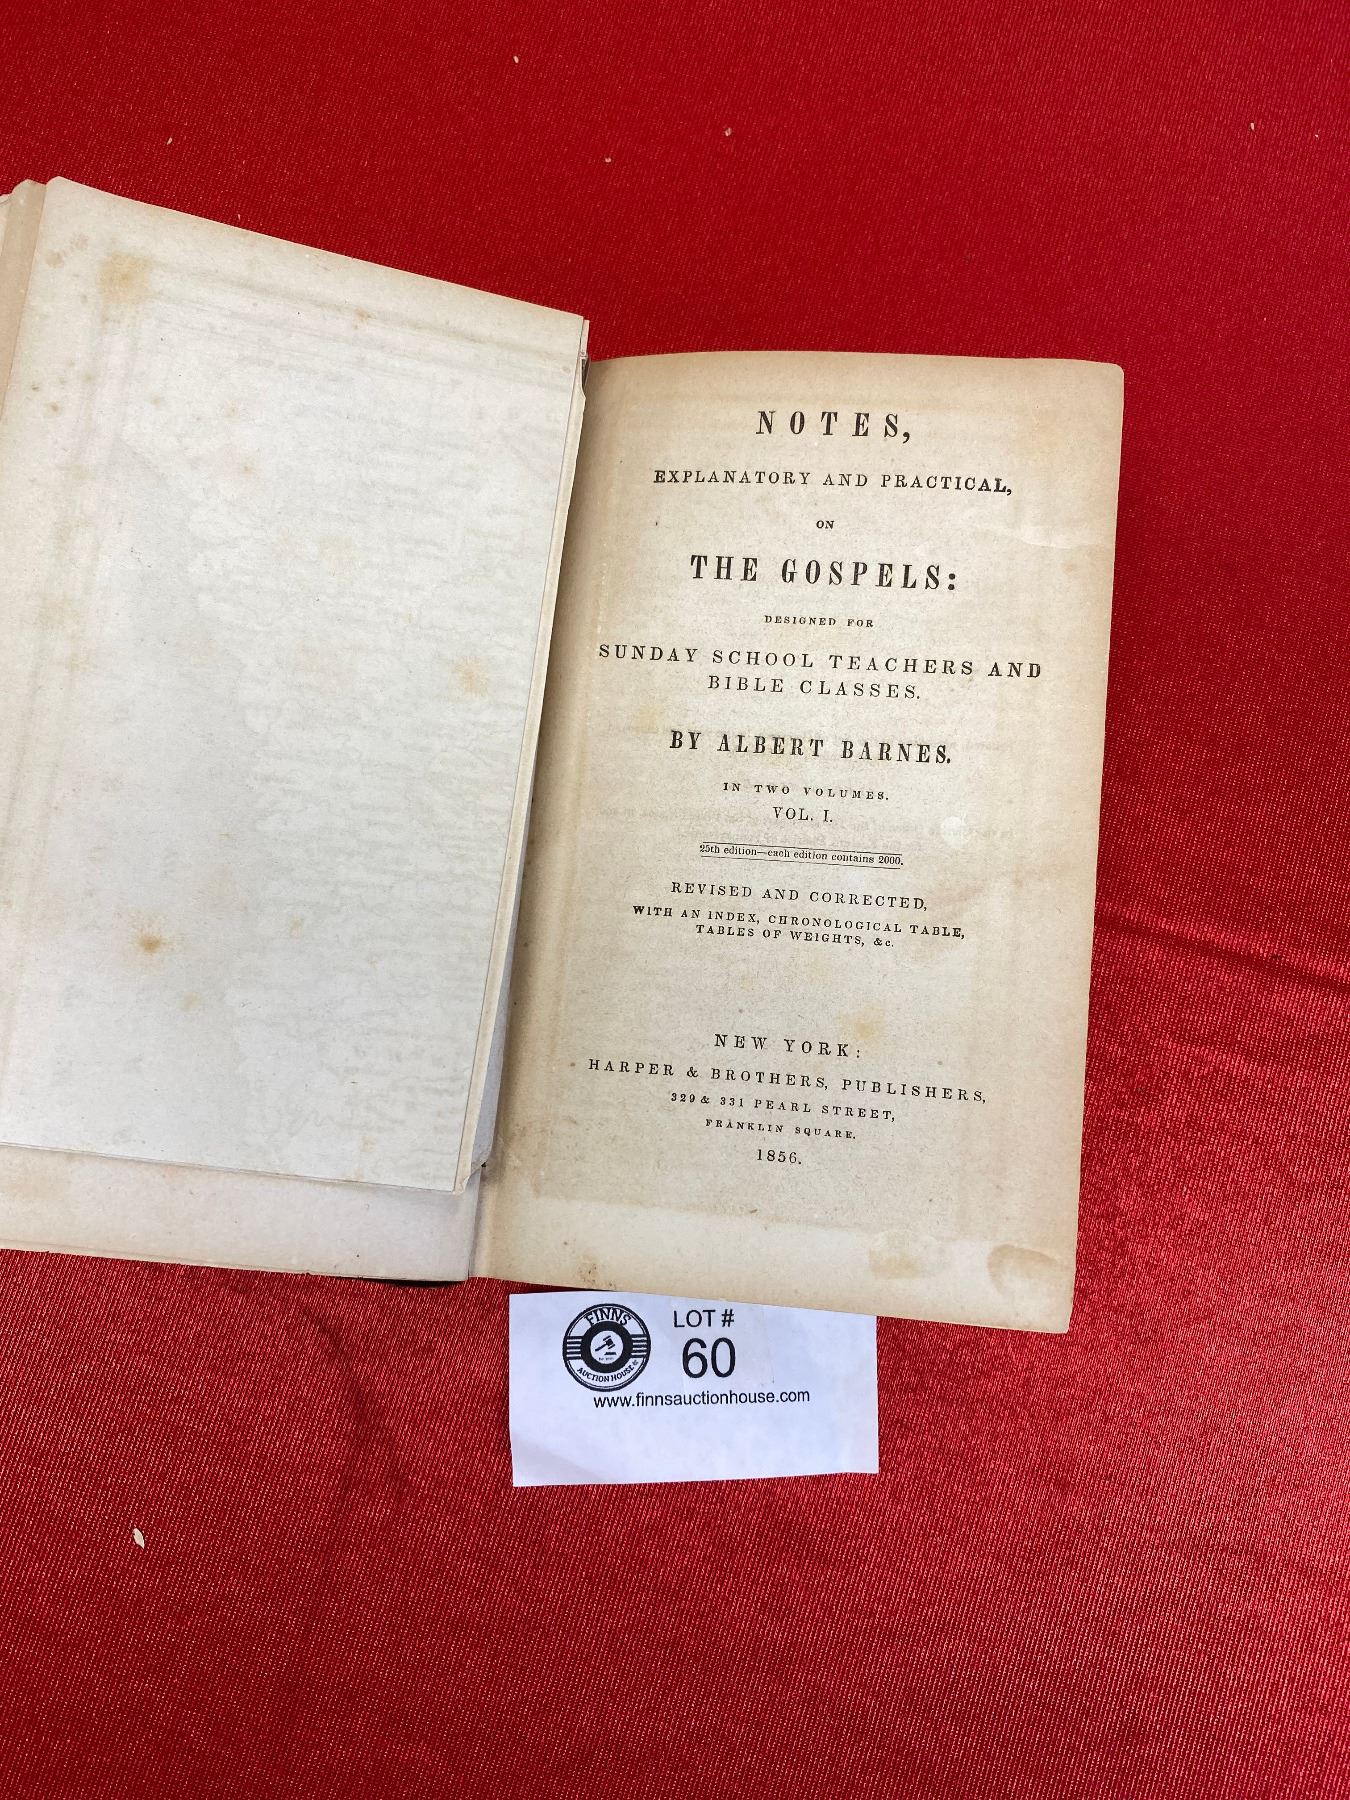 NOTES,
EXPLANATORY AND PRACTICAL,
ON
THE GOSPELS:
DESIGNED FOR
SUNDAY SCHOOL TEACHERS AND
BIBLE CLASSES.
BY ALBERT BARNES.
IN TWO VOLUMES.
VOL. I.
25th edition—each edition contains 2000.
REVISED AND CORRECTED,
WITH AN INDEX, CHRONOLOGICAL TABLE,
TABLES OF WEIGHTS, &c.
NEW YORK:
HARPER & BROTHERS, PUBLISHERS,
329 & 331 PEARL STREET,
FRANKLIN SQUARE.
1856.
FINNS
AUCTION HOUSE
LOT #
60
www.finnsauctionhouse.com